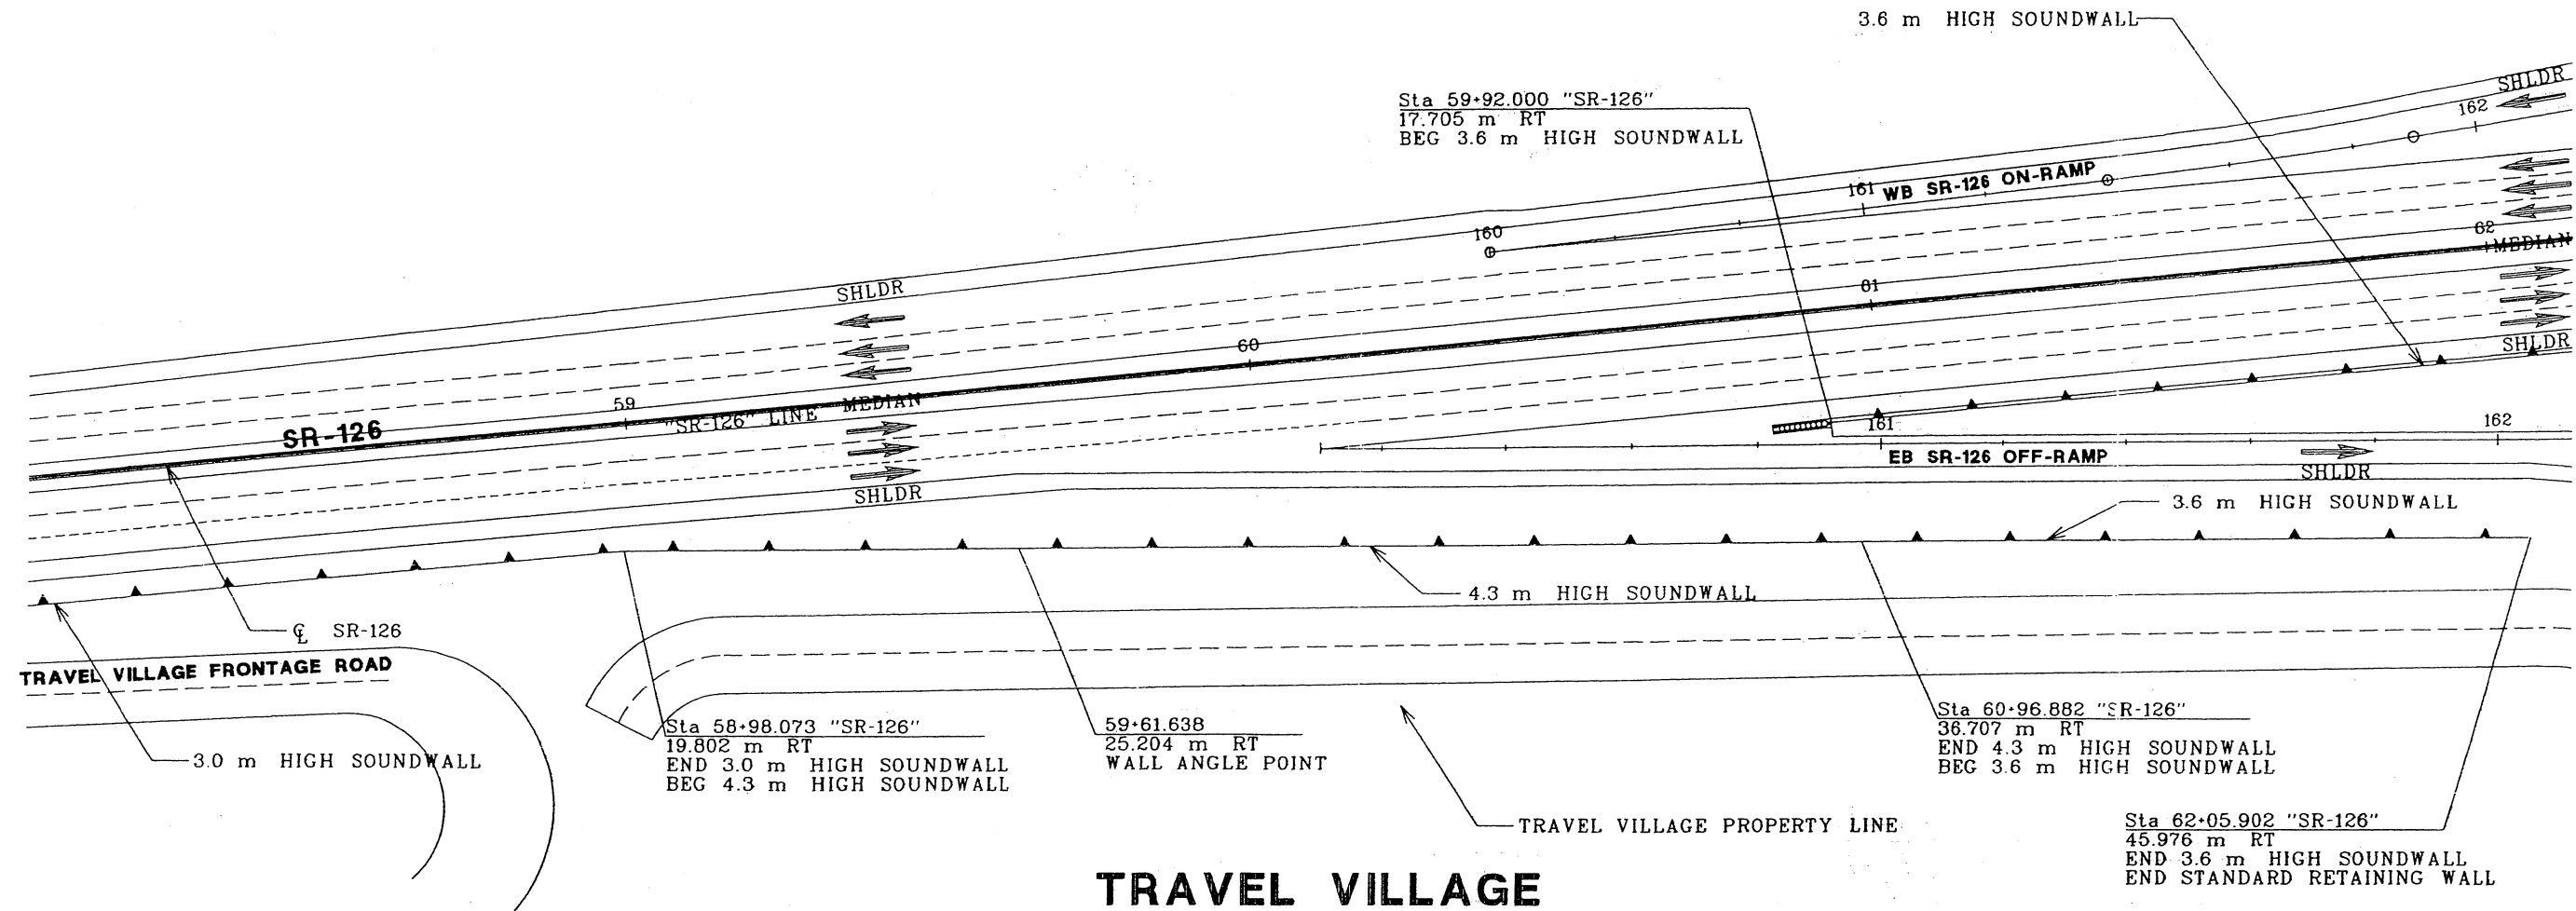 3.6 m HIGH SOUNDWALL
SHLDR
162
Sta 59+92.000 "SR-126"
17.705 m RT
BEG 3.6 m HIGH SOUNDWALL
161
WB SR-126 ON-RAMP
160
62
MEDIAN
SHLDR
61
60
SHLDR
59
"SR-126" LINE
MEDIAN
SR-126
161
162
EB SR-126 OFF-RAMP
SHLDR
SHLDR
3.6 m HIGH SOUNDWALL
4.3 m HIGH SOUNDWALL
℄ SR-126
TRAVEL VILLAGE FRONTAGE ROAD
3.0 m HIGH SOUNDWALL
Sta 58+98.073 "SR-126"
19.802 m RT
END 3.0 m HIGH SOUNDWALL
BEG 4.3 m HIGH SOUNDWALL
59+61.638
25.204 m RT
WALL ANGLE POINT
Sta 60+96.882 "SR-126"
36.707 m RT
END 4.3 m HIGH SOUNDWALL
BEG 3.6 m HIGH SOUNDWALL
TRAVEL VILLAGE PROPERTY LINE
Sta 62+05.902 "SR-126"
45.976 m RT
END 3.6 m HIGH SOUNDWALL
END STANDARD RETAINING WALL
TRAVEL VILLAGE